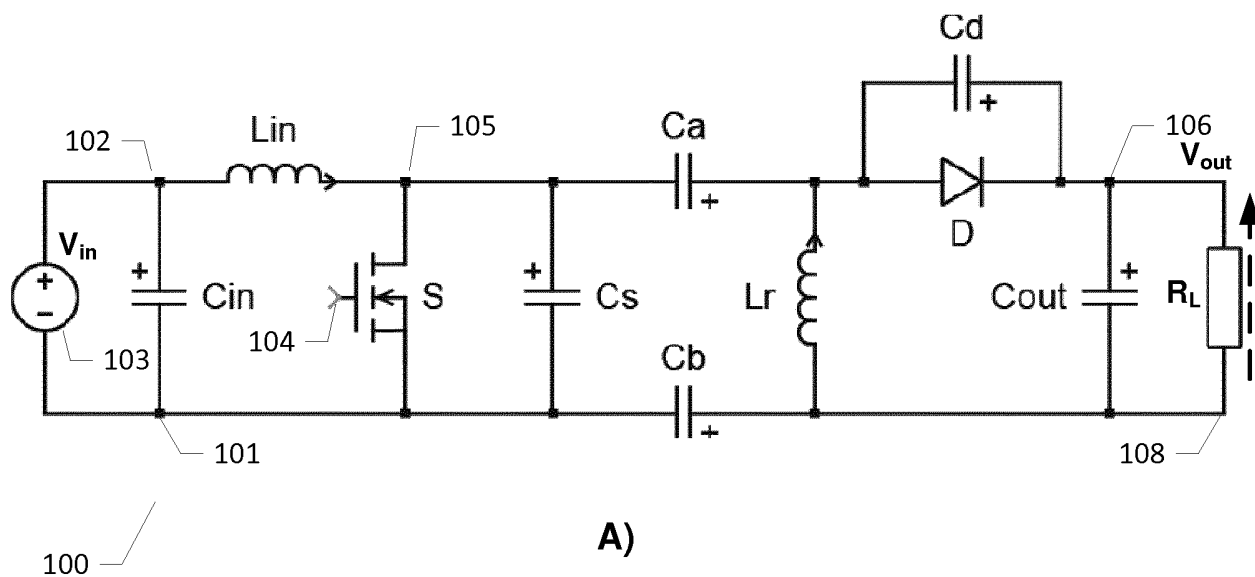 Cd
102
Lin
105
Ca
106
Vout
Vin
+
+
−
Cin
103
104
S
+
Cs
+
Lr
D
+
Cout
+
RL
Cb
+
101
108
100
A)